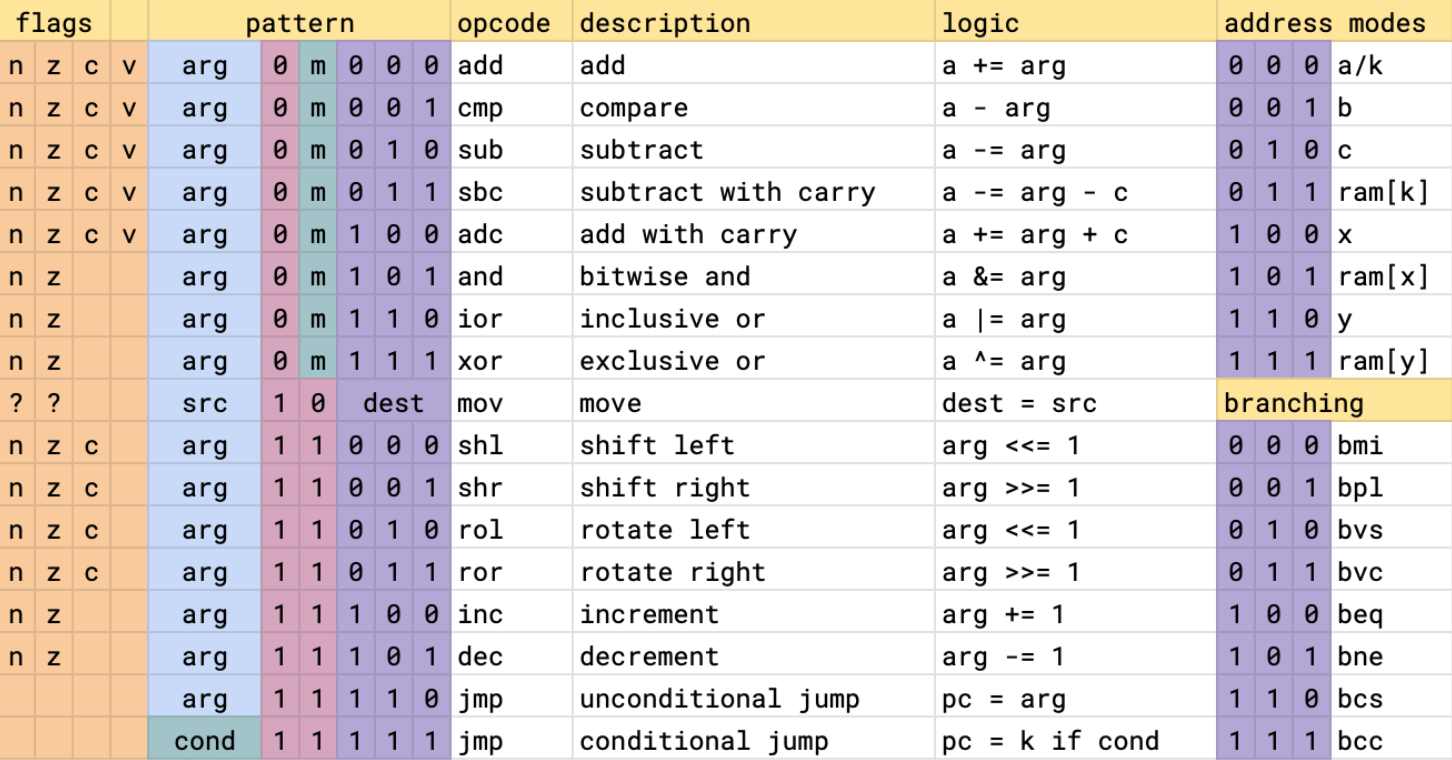 flags pattern opcode description logic address modes
n z c v arg 0 m 0 0 0 add add a += arg 0 0 0 a/k
n z c v arg 0 m 0 0 1 cmp compare a - arg 0 0 1 b
n z c v arg 0 m 0 1 0 sub subtract a -= arg 0 1 0 c
n z c v arg 0 m 0 1 1 sbc subtract with carry a -= arg - c 0 1 1 ram[k]
n z c v arg 0 m 1 0 0 adc add with carry a += arg + c 1 0 0 x
n z arg 0 m 1 0 1 and bitwise and a &= arg 1 0 1 ram[x]
n z arg 0 m 1 1 0 ior inclusive or a |= arg 1 1 0 y
n z arg 0 m 1 1 1 xor exclusive or a ^= arg 1 1 1 ram[y]
? ? src 1 0 dest mov move dest = src branching
n z c arg 1 1 0 0 0 shl shift left arg <<= 1 0 0 0 bmi
n z c arg 1 1 0 0 1 shr shift right arg >>= 1 0 0 1 bpl
n z c arg 1 1 0 1 0 rol rotate left arg <<= 1 0 1 0 bvs
n z c arg 1 1 0 1 1 ror rotate right arg >>= 1 0 1 1 bvc
n z arg 1 1 1 0 0 inc increment arg += 1 1 0 0 beq
n z arg 1 1 1 0 1 dec decrement arg -= 1 1 0 1 bne
arg 1 1 1 1 0 jmp unconditional jump pc = arg 1 1 0 bcs
cond 1 1 1 1 1 jmp conditional jump pc = k if cond 1 1 1 bcc